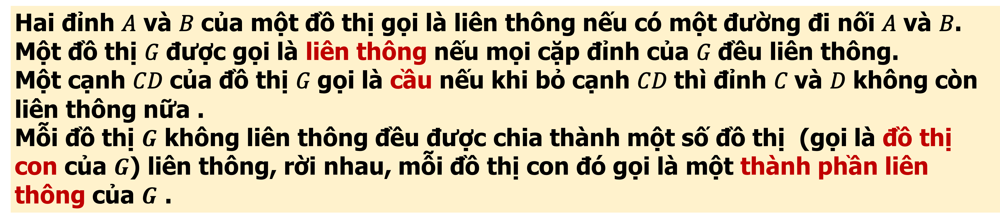 Hai đỉnh A và B của một đồ thị gọi là liên thông nếu có một đường đi nối A và B.
Một đồ thị G được gọi là liên thông nếu mọi cặp đỉnh của G đều liên thông.
Một cạnh CD của đồ thị G gọi là cầu nếu khi bỏ cạnh CD thì đỉnh C và D không còn
liên thông nữa .
Mỗi đồ thị G không liên thông đều được chia thành một số đồ thị (gọi là đồ thị
con của G) liên thông, rời nhau, mỗi đồ thị con đó gọi là một thành phần liên
thông của G .